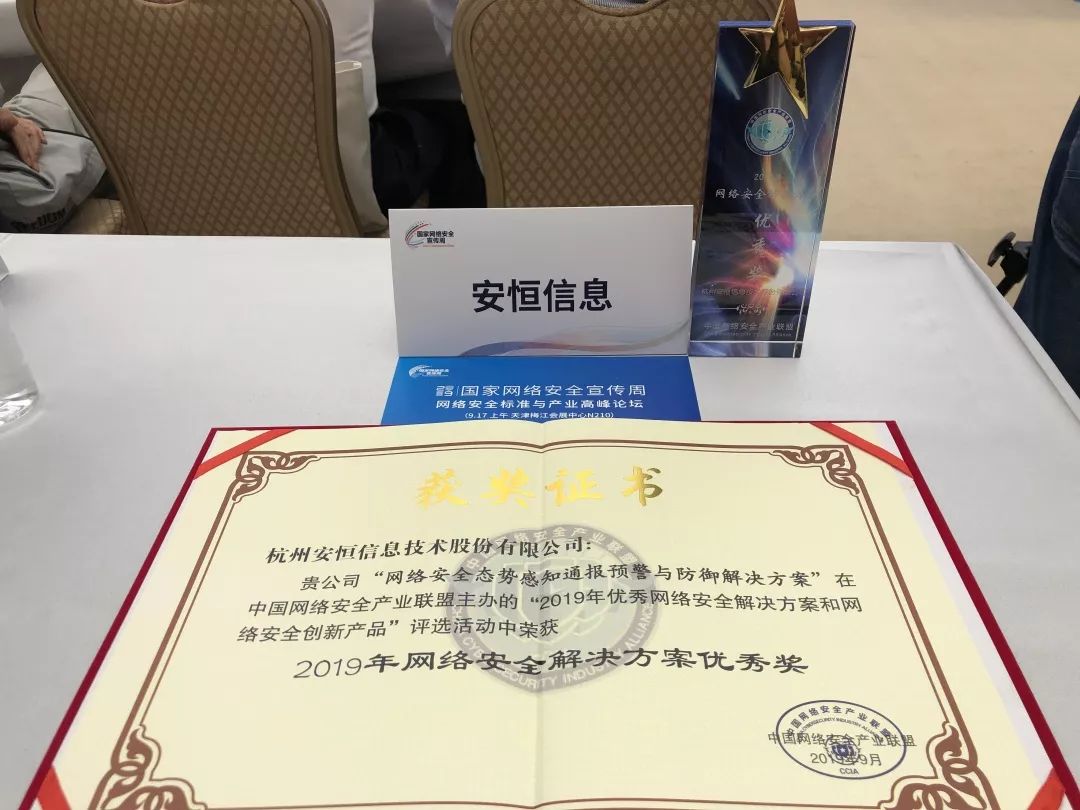 国家网络安全
宣传周
安恒信息
网络安全
优
秀
奖
中国网络安全产业联盟
国家网络安全宣传周
网络安全标准与产业高峰论坛
(9.17 上午 天津梅江会展中心N210)
获奖证书
杭州安恒信息技术股份有限公司：
贵公司“网络安全态势感知通报预警与防御解决方案”在
中国网络安全产业联盟主办的“2019年优秀网络安全解决方案和网
络安全创新产品”评选活动中荣获
2019年网络安全解决方案优秀奖
中国网络安全产业联盟
CYBERSECURITY INDUSTRY ALLIANCE
中国网络安全产业联盟
2019年9月
CCIA